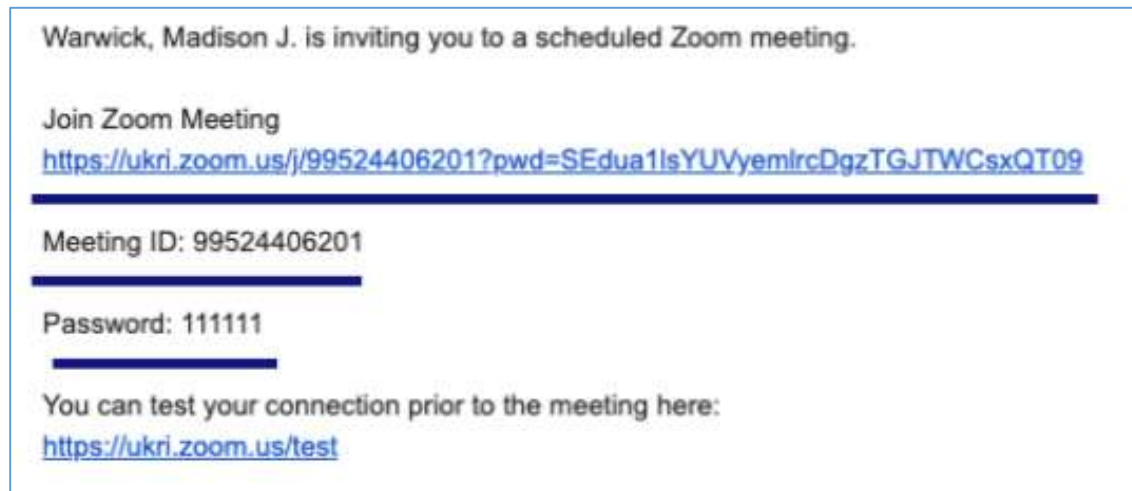 Warwick, Madison J. is inviting you to a scheduled Zoom meeting.
Join Zoom Meeting
https://ukri.zoom.us/j/99524406201?pwd=SEdua1lsYUVyemlrcDgzTGJTWCsxQT09
Meeting ID: 99524406201
Password: 111111
You can test your connection prior to the meeting here:
https://ukri.zoom.us/test